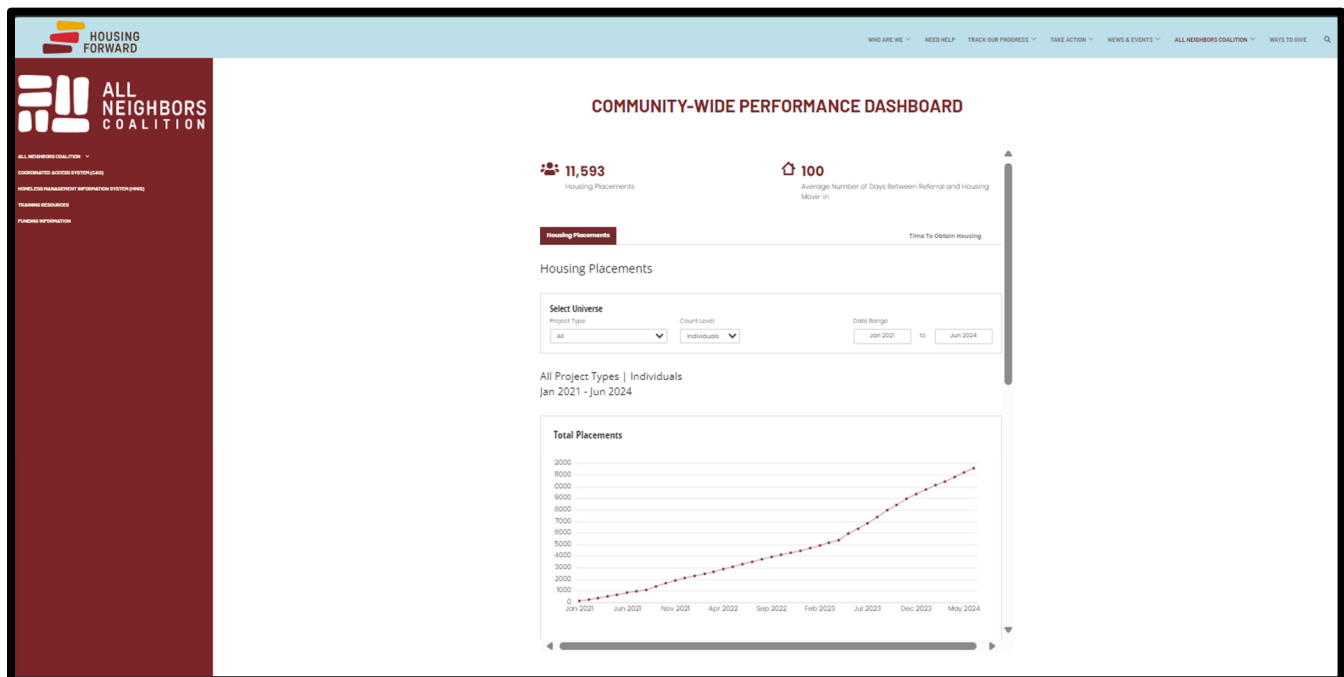 HOUSING
FORWARD
WHO ARE WE NEED HELP TRACK OUR PROGRESS TAKE ACTION NEWS & EVENTS ALL NEIGHBORS COALITION WAYS TO GIVE
ALL
NEIGHBORS
COALITION
ALL NEIGHBORS COALITION
COORDINATED ACCESS SYSTEM (CAS)
HOMELESS MANAGEMENT INFORMATION SYSTEM (HMIS)
TRAINING RESOURCES
FUNDING INFORMATION
COMMUNITY-WIDE PERFORMANCE DASHBOARD
11,593
Housing Placements
100
Average Number of Days Between Referral and Housing
Move-In
Housing Placements Time To Obtain Housing
Housing Placements
Select Universe
Project Type Count Level Date Range
All Individuals Jan 2021 to Jun 2024
All Project Types | Individuals
Jan 2021 - Jun 2024
Total Placements
2000
11000
0000
9000
8000
7000
6000
5000
4000
3000
2000
1000
0
Jan 2021 Jun 2021 Nov 2021 Apr 2022 Sep 2022 Feb 2023 Jul 2023 Dec 2023 May 2024